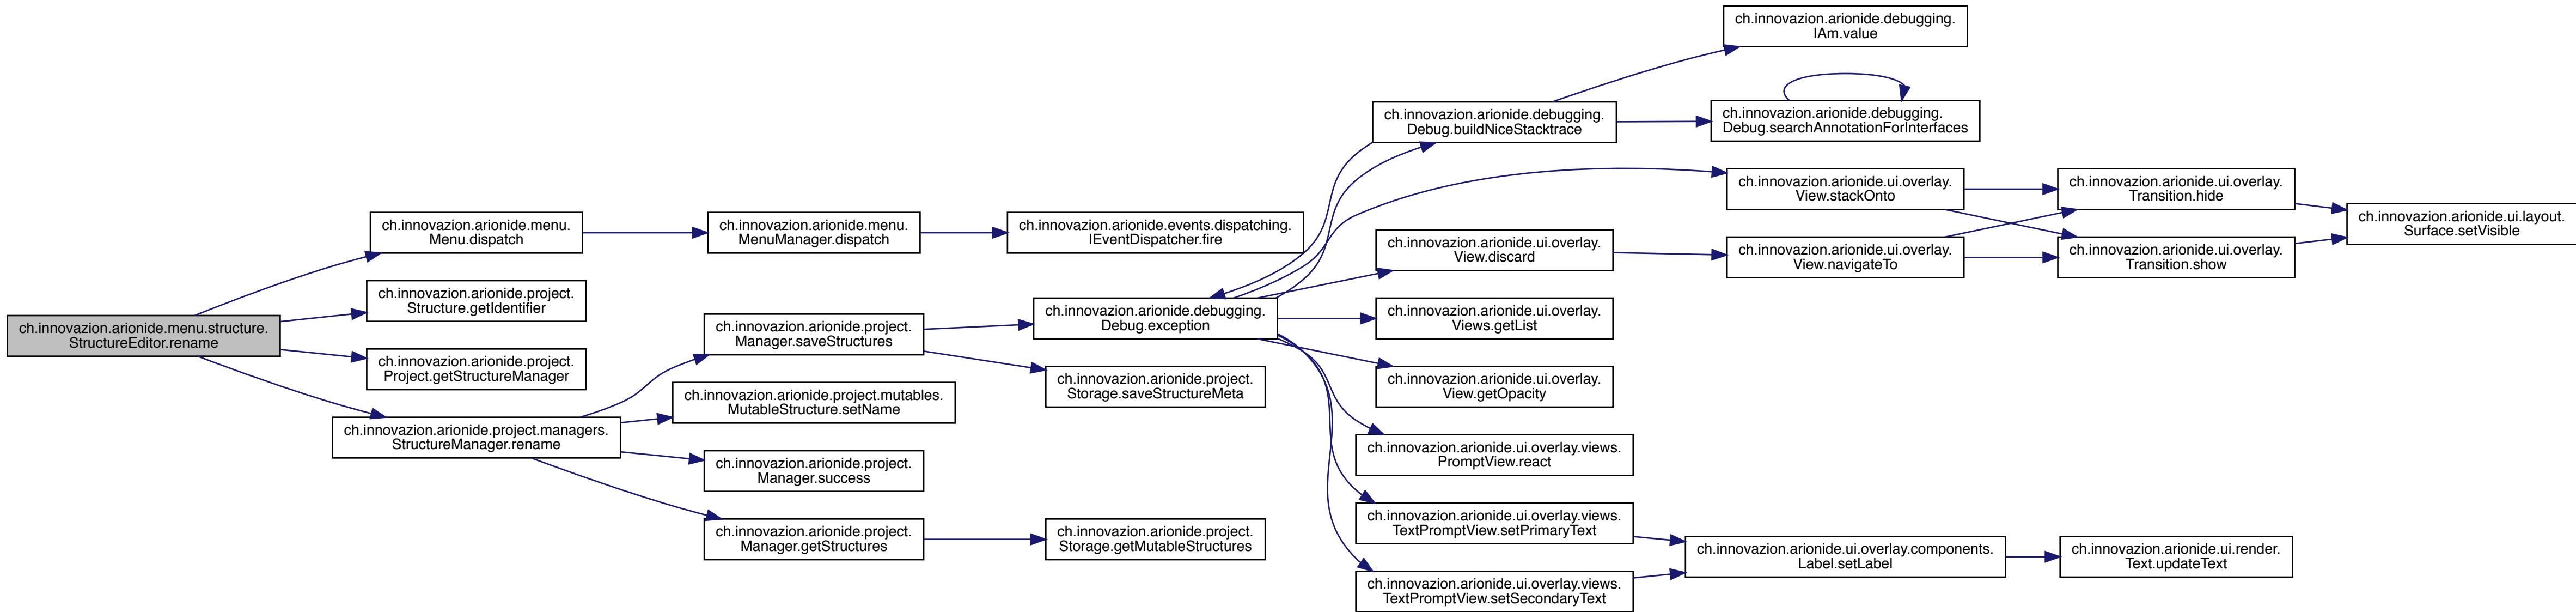 ch.innovazion.arionide.menu.structure.
StructureEditor.rename
ch.innovazion.arionide.menu.
Menu.dispatch
ch.innovazion.arionide.project.
Structure.getIdentifier
ch.innovazion.arionide.project.
Project.getStructureManager
ch.innovazion.arionide.project.managers.
StructureManager.rename
ch.innovazion.arionide.menu.
MenuManager.dispatch
ch.innovazion.arionide.project.
Manager.saveStructures
ch.innovazion.arionide.project.mutables.
MutableStructure.setName
ch.innovazion.arionide.project.
Manager.success
ch.innovazion.arionide.project.
Manager.getStructures
ch.innovazion.arionide.events.dispatching.
IEventDispatcher.fire
ch.innovazion.arionide.debugging.
Debug.exception
ch.innovazion.arionide.project.
Storage.saveStructureMeta
ch.innovazion.arionide.project.
Storage.getMutableStructures
ch.innovazion.arionide.debugging.
Debug.buildNiceStacktrace
ch.innovazion.arionide.ui.overlay.
View.discard
ch.innovazion.arionide.ui.overlay.
Views.getList
ch.innovazion.arionide.ui.overlay.
View.getOpacity
ch.innovazion.arionide.ui.overlay.views.
PromptView.react
ch.innovazion.arionide.ui.overlay.views.
TextPromptView.setPrimaryText
ch.innovazion.arionide.ui.overlay.views.
TextPromptView.setSecondaryText
ch.innovazion.arionide.debugging.
IAm.value
ch.innovazion.arionide.debugging.
Debug.searchAnnotationForInterfaces
ch.innovazion.arionide.ui.overlay.
View.stackOnto
ch.innovazion.arionide.ui.overlay.
View.navigateTo
ch.innovazion.arionide.ui.overlay.components.
Label.setLabel
ch.innovazion.arionide.ui.overlay.
Transition.hide
ch.innovazion.arionide.ui.overlay.
Transition.show
ch.innovazion.arionide.ui.render.
Text.updateText
ch.innovazion.arionide.ui.layout.
Surface.setVisible